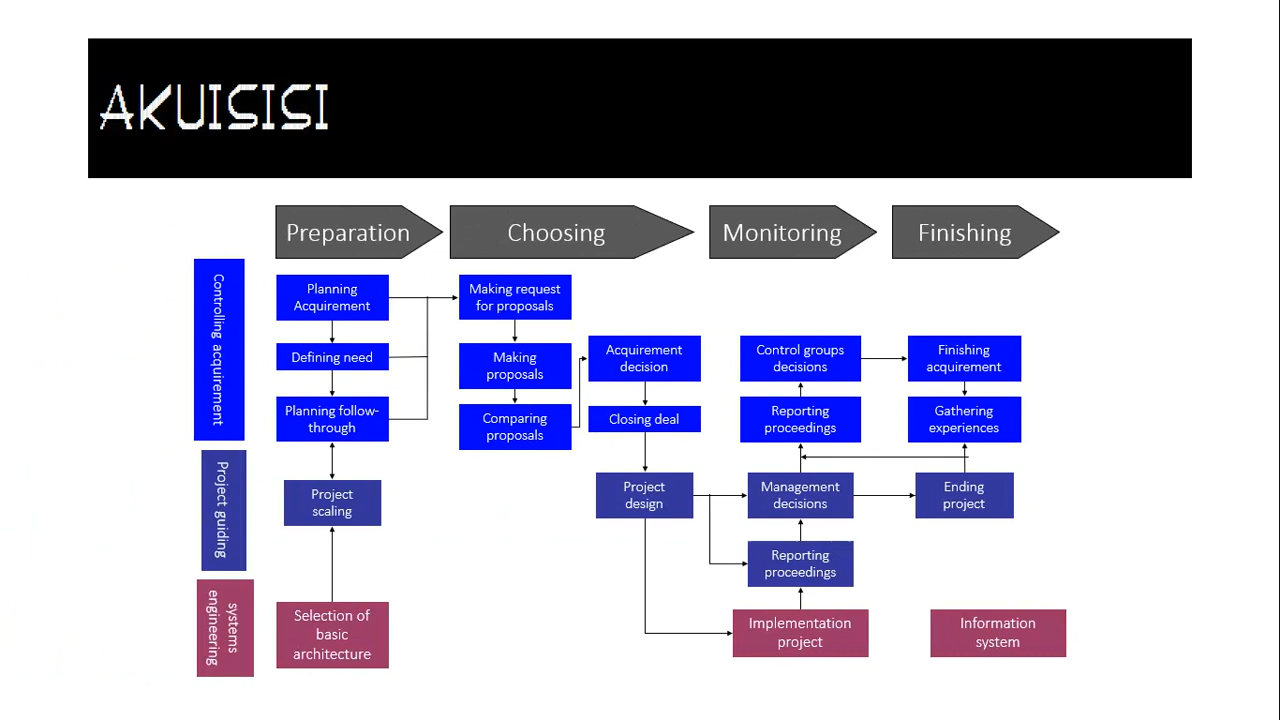 AKUISISI
Preparation
Choosing
Monitoring
Finishing
Controlling acquirement
Planning
Acquirement
Defining need
Planning follow-
through
Making request
for proposals
Making
proposals
Comparing
proposals
Acquirement
decision
Closing deal
Control groups
decisions
Reporting
proceedings
Finishing
acquirement
Gathering
experiences
Project guiding
Project
scaling
Project
design
Management
decisions
Reporting
proceedings
Ending
project
systems
engineering
Selection of
basic
architecture
Implementation
project
Information
system